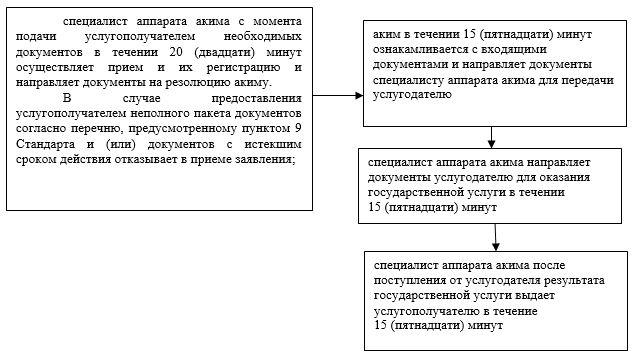 специалист аппарата акима с момента
подачи услугополучателем необходимых
документов в течении 20 (двадцати) минут
осуществляет прием и их регистрацию и
направляет документы на резолюцию акиму.
В случае предоставления
услугополучателем неполного пакета документов
согласно перечню, предусмотренному пунктом 9
Стандарта и (или) документов с истекшим
сроком действия отказывает в приеме заявления;
аким в течении 15 (пятнадцати) минут
ознакамливается с входящими
документами и направляет документы
специалисту аппарата акима для передачи
услугодателю
специалист аппарата акима направляет
документы услугодателю для оказания
государственной услуги в течении
15 (пятнадцати) минут
специалист аппарата акима после
поступления от услугодателя результата
государственной услуги выдает
услугополучателю в течение
15 (пятнадцати) минут